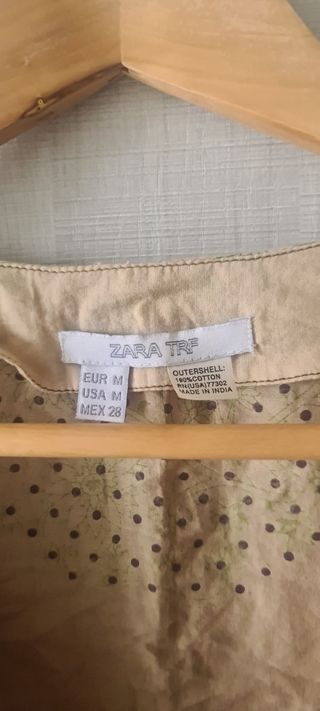 ZARA TRF
EUR M
USA M
MEX 28
OUTERSHELL:
100%COTTON
RN(USA)77302
MADE IN INDIA